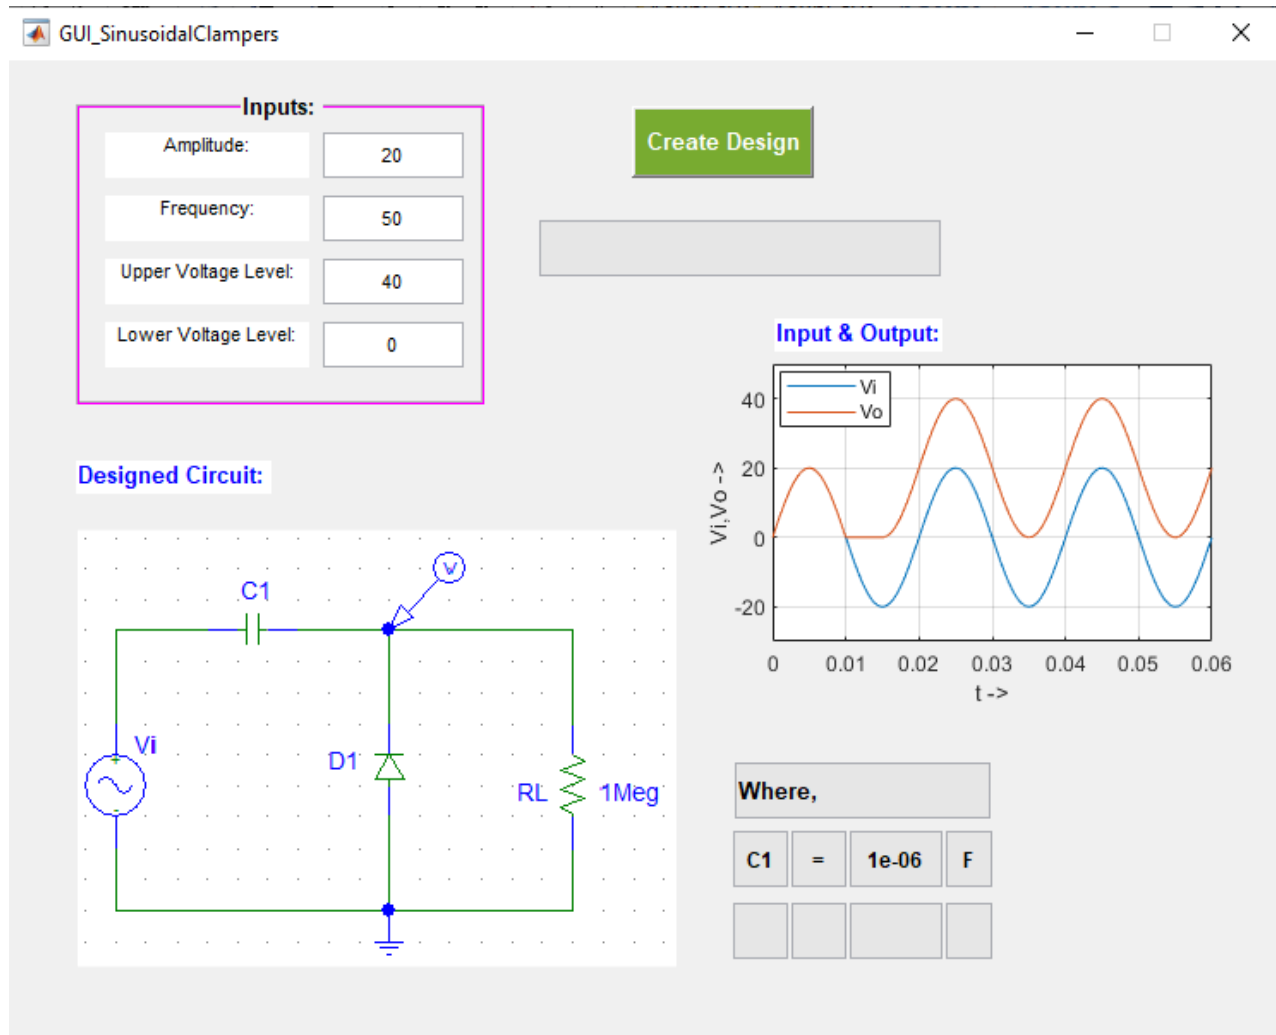 GUI_SinusoidalClampers
Inputs:
Amplitude:
20
Frequency:
50
Upper Voltage Level:
40
Lower Voltage Level:
0
Create Design
Input & Output:
Vi
Vo
40
20
0
-20
Vi,Vo ->
0 0.01 0.02 0.03 0.04 0.05 0.06
t ->
Designed Circuit:
C1
V
Vi
D1
RL 1Meg
Where,
C1 = 1e-06 F